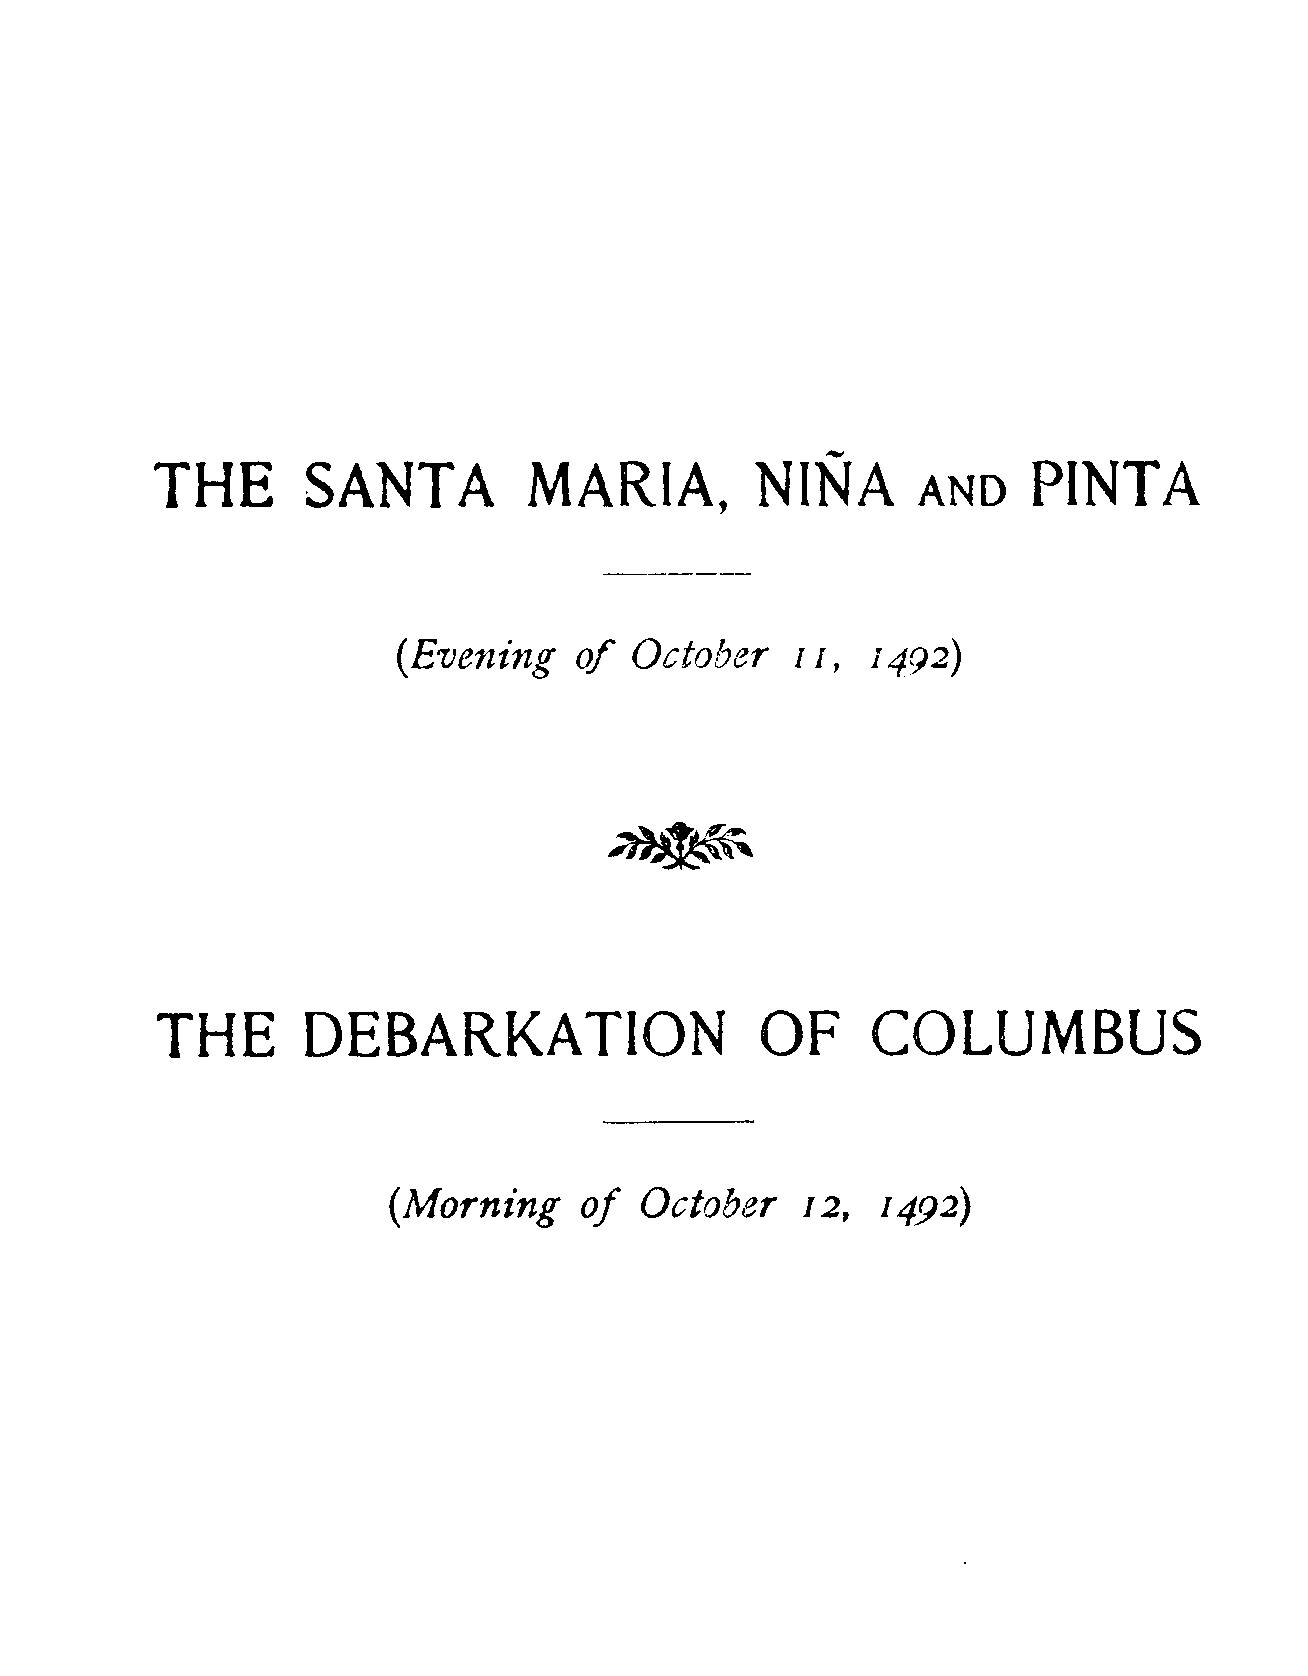 THE SANTA MARIA, NIÑA AND PINTA
(Evening of October 11, 1492)
THE DEBARKATION OF COLUMBUS
(Morning of October 12, 1492)